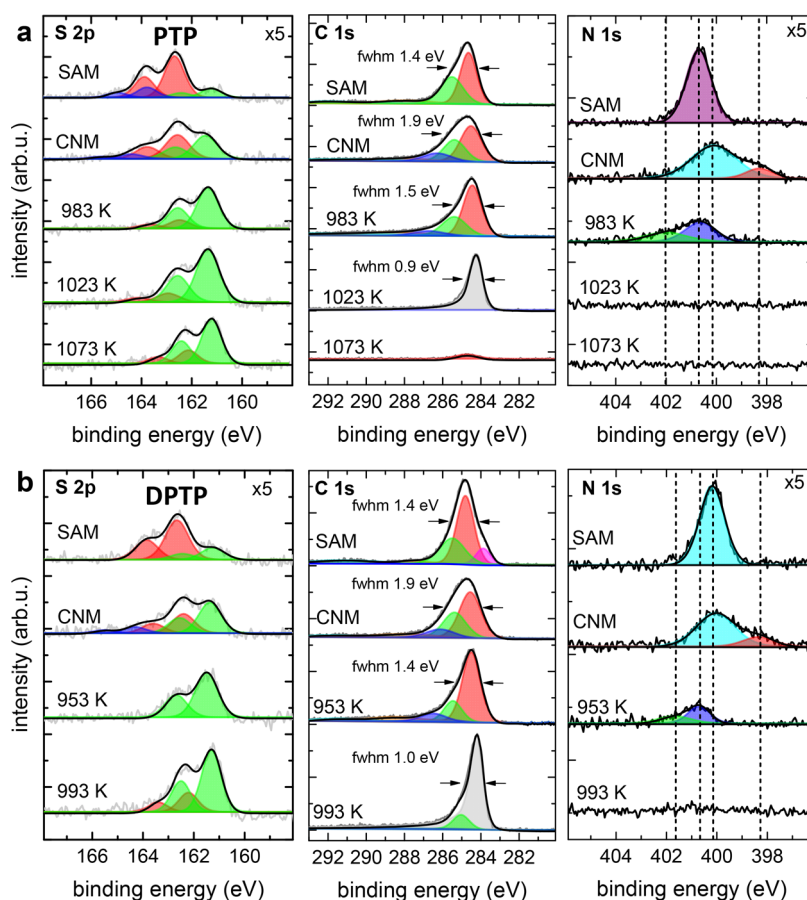 a
S 2p
PTP
x5
SAM
CNM
983 K
1023 K
1073 K
166 164 162 160
binding energy (eV)
intensity (arb.u.)
C 1s
fwhm 1.4 eV
SAM
fwhm 1.9 eV
CNM
fwhm 1.5 eV
983 K
fwhm 0.9 eV
1023 K
1073 K
292 290 288 286 284 282 280
binding energy (eV)
N 1s
x5
SAM
CNM
983 K
1023 K
1073 K
404 402 400 398
binding energy (eV)
b
S 2p
DPTP
x5
SAM
CNM
953 K
993 K
166 164 162 160
binding energy (eV)
intensity (arb.u.)
C 1s
fwhm 1.4 eV
SAM
fwhm 1.9 eV
CNM
fwhm 1.4 eV
953 K
fwhm 1.0 eV
993 K
292 290 288 286 284 282 280
binding energy (eV)
N 1s
x5
SAM
CNM
953 K
993 K
404 402 400 398
binding energy (eV)